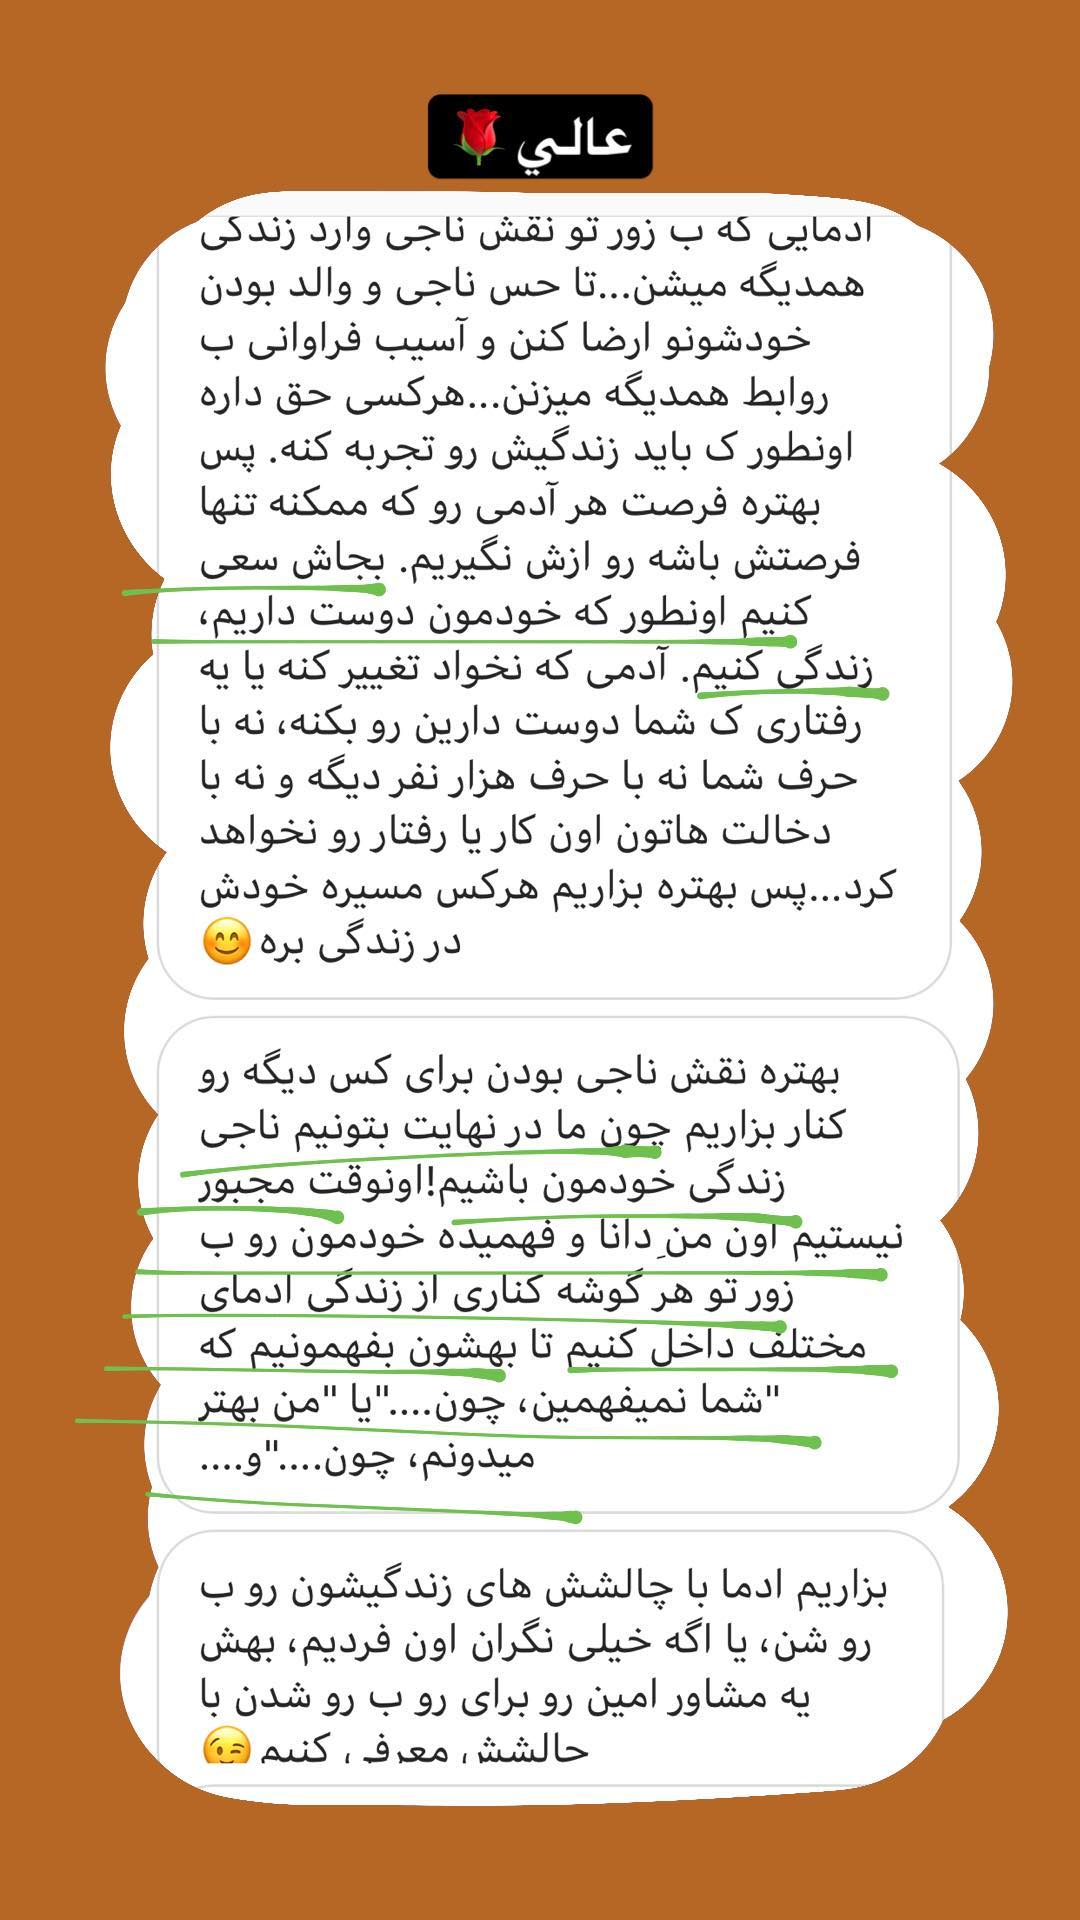 عالي 🌹
ادمایی که ب زور تو نقش ناجی وارد زندگی
همدیگه میشن...تا حس ناجی و والد بودن
خودشونو ارضا کنن و آسیب فراوانی ب
روابط همدیگه میزنن...هرکسی حق داره
اونطور ک باید زندگیش رو تجربه کنه. پس
بهتره فرصت هر آدمی رو که ممکنه تنها
فرصتش باشه رو ازش نگیریم. بجاش سعی
کنیم اونطور که خودمون دوست داریم،
زندگی کنیم. آدمی که نخواد تغییر کنه یا یه
رفتاری ک شما دوست دارین رو بکنه، نه با
حرف شما نه با حرف هزار نفر دیگه و نه با
دخالت هاتون اون کار یا رفتار رو نخواهد
کرد...پس بهتره بزاریم هرکس مسیره خودش
در زندگی بره 😊
بهتره نقش ناجی بودن برای کس دیگه رو
کنار بزاریم چون ما در نهایت بتونیم ناجی
زندگی خودمون باشیم!اونوقت مجبور
نیستیم اون منِ دانا و فهمیده خودمون رو ب
زور تو هر گوشه کناری از زندگی ادمای
مختلف داخل کنیم تا بهشون بفهمونیم که
"شما نمیفهمین، چون...."یا "من بهتر
میدونم، چون...."و....
بزاریم ادما با چالشش های زندگیشون رو ب
رو شن، یا اگه خیلی نگران اون فردیم، بهش
یه مشاور امین رو برای رو ب رو شدن با
چالشش معرفی کنیم 😉